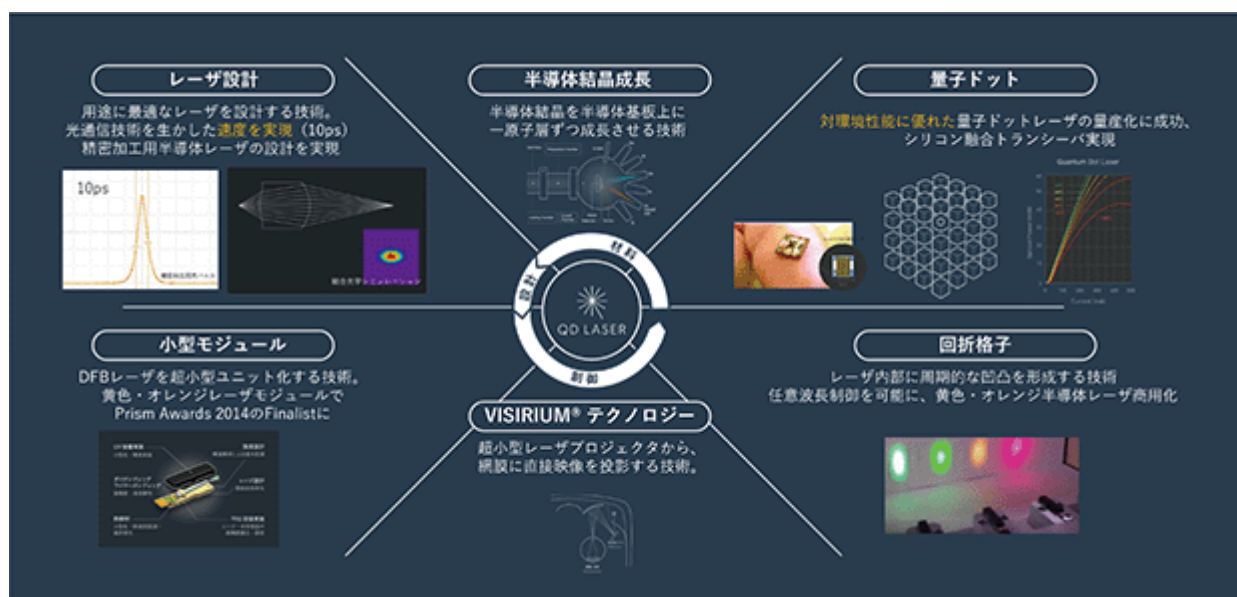 レーザ設計
用途に最適なレーザを設計する技術。
光通信技術を生かした速度を実現（10ps）
精密加工用半導体レーザの設計を実現
10ps
半導体結晶成長
半導体結晶を半導体基板上に
一原子層ずつ成長させる技術
量子ドット
対環境性能に優れた量子ドットレーザの量産化に成功、
シリコン融合トランシーバ実現
Quantum Dot Laser
材料
設計
制御
QD LASER
小型モジュール
DFBレーザを超小型ユニット化する技術。
黄色・オレンジレーザモジュールで
Prism Awards 2014のFinalistに
VISIRIUM® テクノロジー
超小型レーザプロジェクタから、
網膜に直接映像を投影する技術。
回折格子
レーザ内部に周期的な凹凸を形成する技術
任意波長制御を可能に、黄色・オレンジ半導体レーザ商用化